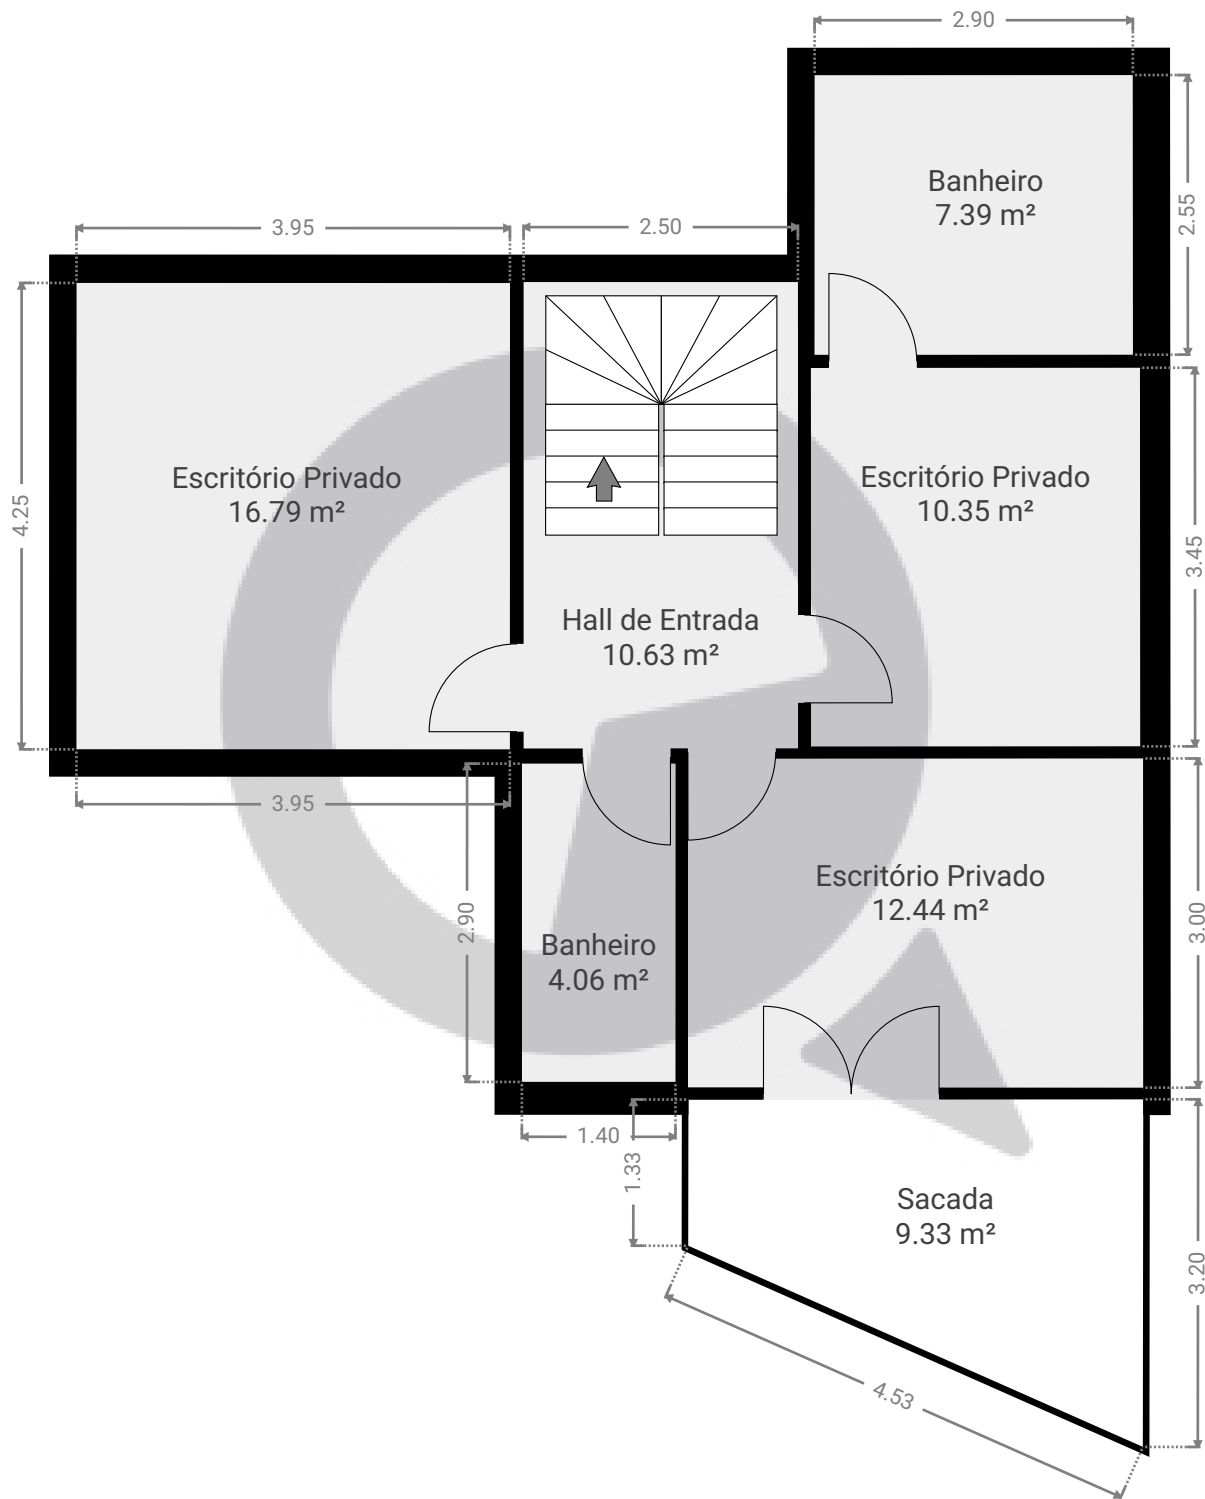 2.90
Banheiro
7.39 m²
2.55
3.95
2.50
Escritório Privado
16.79 m²
4.25
Escritório Privado
10.35 m²
3.45
Hall de Entrada
10.63 m²
3.95
2.90
Escritório Privado
12.44 m²
3.00
Banheiro
4.06 m²
1.40
1.33
Sacada
9.33 m²
3.20
4.53